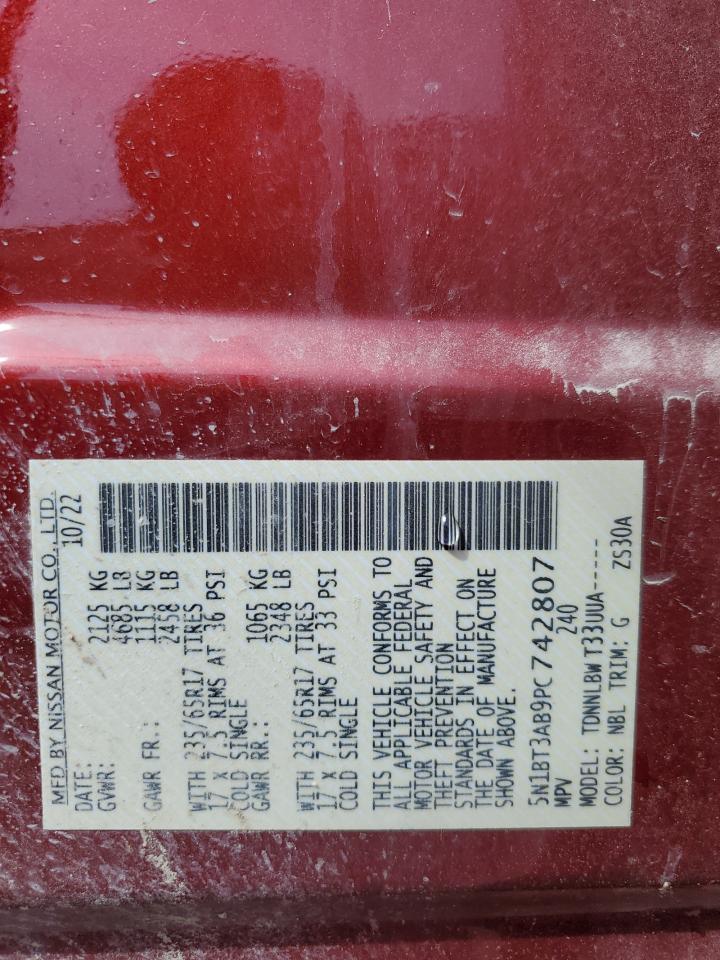 MFD BY NISSAN MOTOR CO., LTD.
DATE: 10/22
GVWR: 2125 KG
4685 LB
GAWR FR.: 1115 KG
2458 LB
WITH 235/65R17 TIRES
17 X 7.5 RIMS AT 36 PSI
COLD SINGLE
GAWR RR.: 1065 KG
2348 LB
WITH 235/65R17 TIRES
17 X 7.5 RIMS AT 33 PSI
COLD SINGLE
THIS VEHICLE CONFORMS TO
ALL APPLICABLE FEDERAL
MOTOR VEHICLE SAFETY AND
THEFT PREVENTION
STANDARDS IN EFFECT ON
THE DATE OF MANUFACTURE
SHOWN ABOVE.
5N1BT3AB9PC742807
MPV 240
MODEL: TDNNLBW T33UUA-----
COLOR: NBL TRIM: G ZS30A